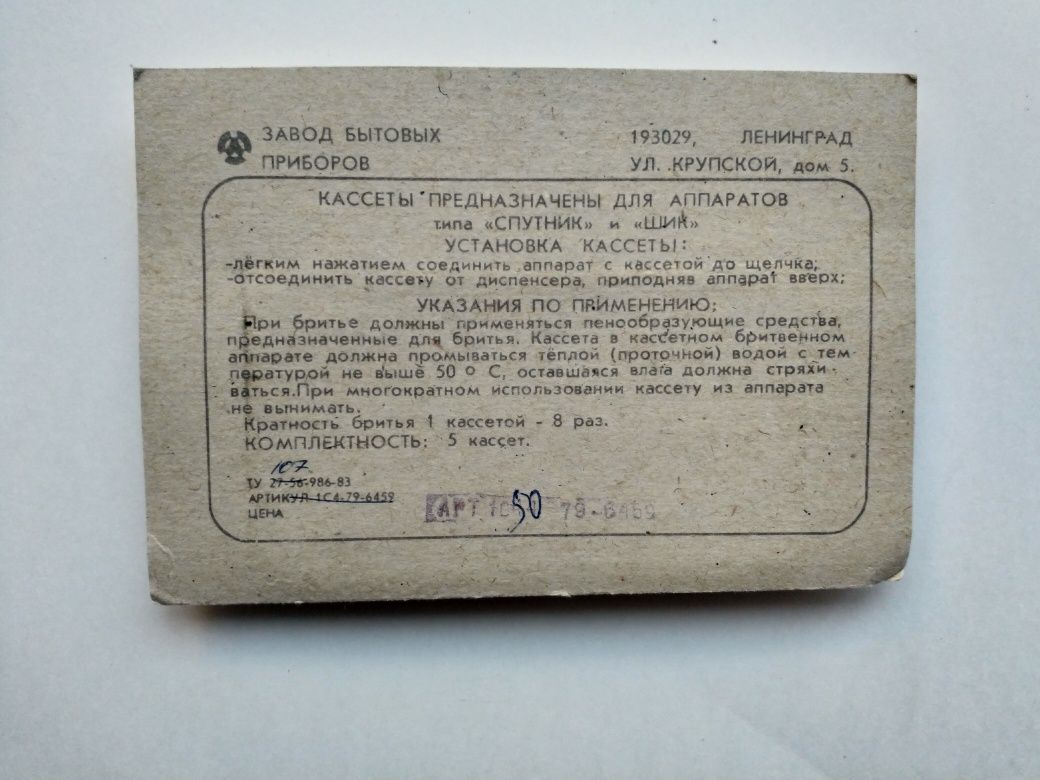 ЗАВОД БЫТОВЫХ
ПРИБОРОВ
193029, ЛЕНИНГРАД
УЛ. КРУПСКОЙ, дом 5.
КАССЕТЫ ПРЕДНАЗНАЧЕНЫ ДЛЯ АППАРАТОВ
типа «СПУТНИК» и «ШИК»
УСТАНОВКА КАССЕТЫ:
-лёгким нажатием соединить аппарат с кассетой до щелчка;
-отсоединить кассету от диспенсера, приподняв аппарат вверх;
УКАЗАНИЯ ПО ПРИМЕНЕНИЮ:
При бритье должны применяться пенообразующие средства,
предназначенные для бритья. Кассета в кассетном бритвенном
аппарате должна промываться тёплой (проточной) водой с тем-
пературой не выше 50 о С, оставшаяся влага должна стряхи-
ваться.При многократном использовании кассету из аппарата
не вынимать.
Кратность бритья 1 кассетой - 8 раз.
КОМПЛЕКТНОСТЬ: 5 кассет.
107
ТУ 27-56-986-83
АРТИКУЛ 1С4-79-6459
ЦЕНА
АРТ 50 79-6459